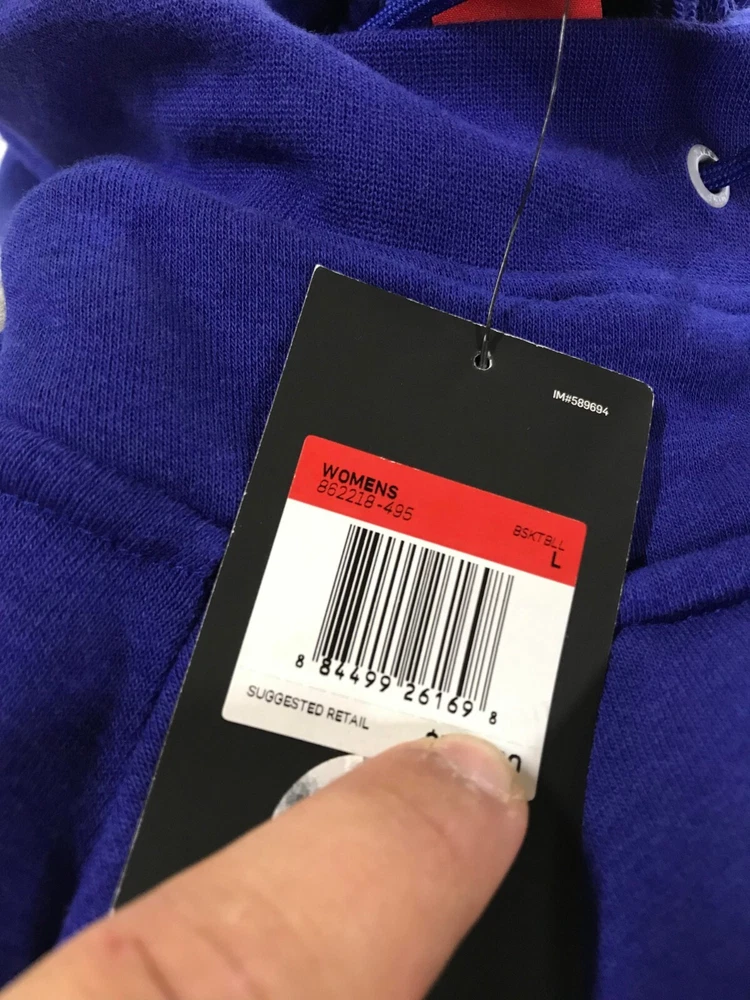 IM#589694
WOMENS
862218-495
BSKTBLL
L
8 84499 26169 8
SUGGESTED RETAIL